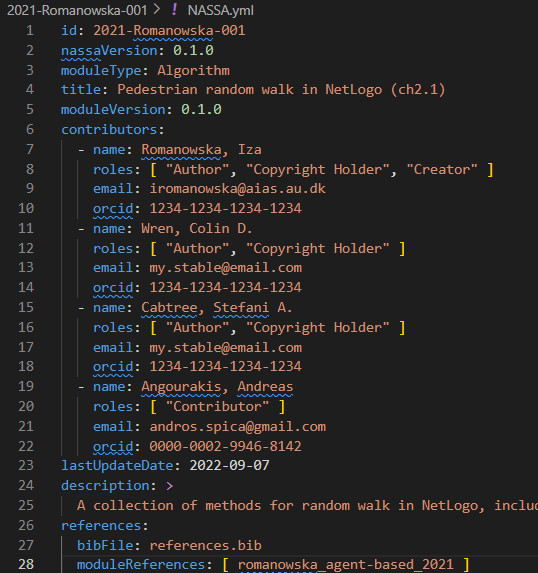 2021-Romanowska-001 > ! NASSA.yml
1 id: 2021-Romanowska-001
2 nassaVersion: 0.1.0
3 moduleType: Algorithm
4 title: Pedestrian random walk in NetLogo (ch2.1)
5 moduleVersion: 0.1.0
6 contributors:
7 - name: Romanowska, Iza
8 roles: [ "Author", "Copyright Holder", "Creator" ]
9 email: iromanowska@aias.au.dk
10 orcid: 1234-1234-1234-1234
11 - name: Wren, Colin D.
12 roles: [ "Author", "Copyright Holder" ]
13 email: my.stable@email.com
14 orcid: 1234-1234-1234-1234
15 - name: Cabtree, Stefani A.
16 roles: [ "Author", "Copyright Holder" ]
17 email: my.stable@email.com
18 orcid: 1234-1234-1234-1234
19 - name: Angourakis, Andreas
20 roles: [ "Contributor" ]
21 email: andros.spica@gmail.com
22 orcid: 0000-0002-9946-8142
23 lastUpdateDate: 2022-09-07
24 description: >
25 A collection of methods for random walk in NetLogo, inclu
26 references:
27 bibFile: references.bib
28 moduleReferences: [ romanowska_agent-based_2021 ]